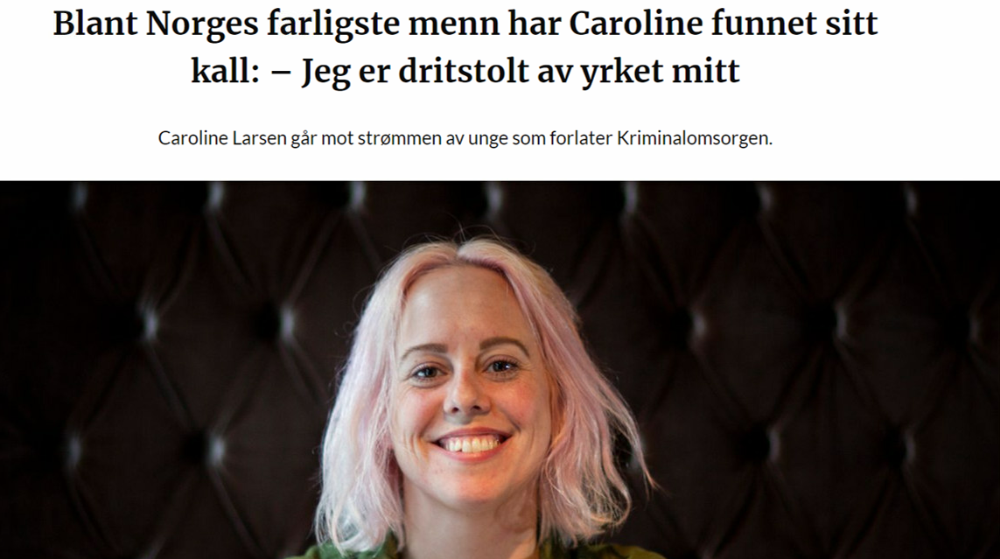 Blant Norges farligste menn har Caroline funnet sitt
kall: – Jeg er dritstolt av yrket mitt
Caroline Larsen går mot strømmen av unge som forlater Kriminalomsorgen.